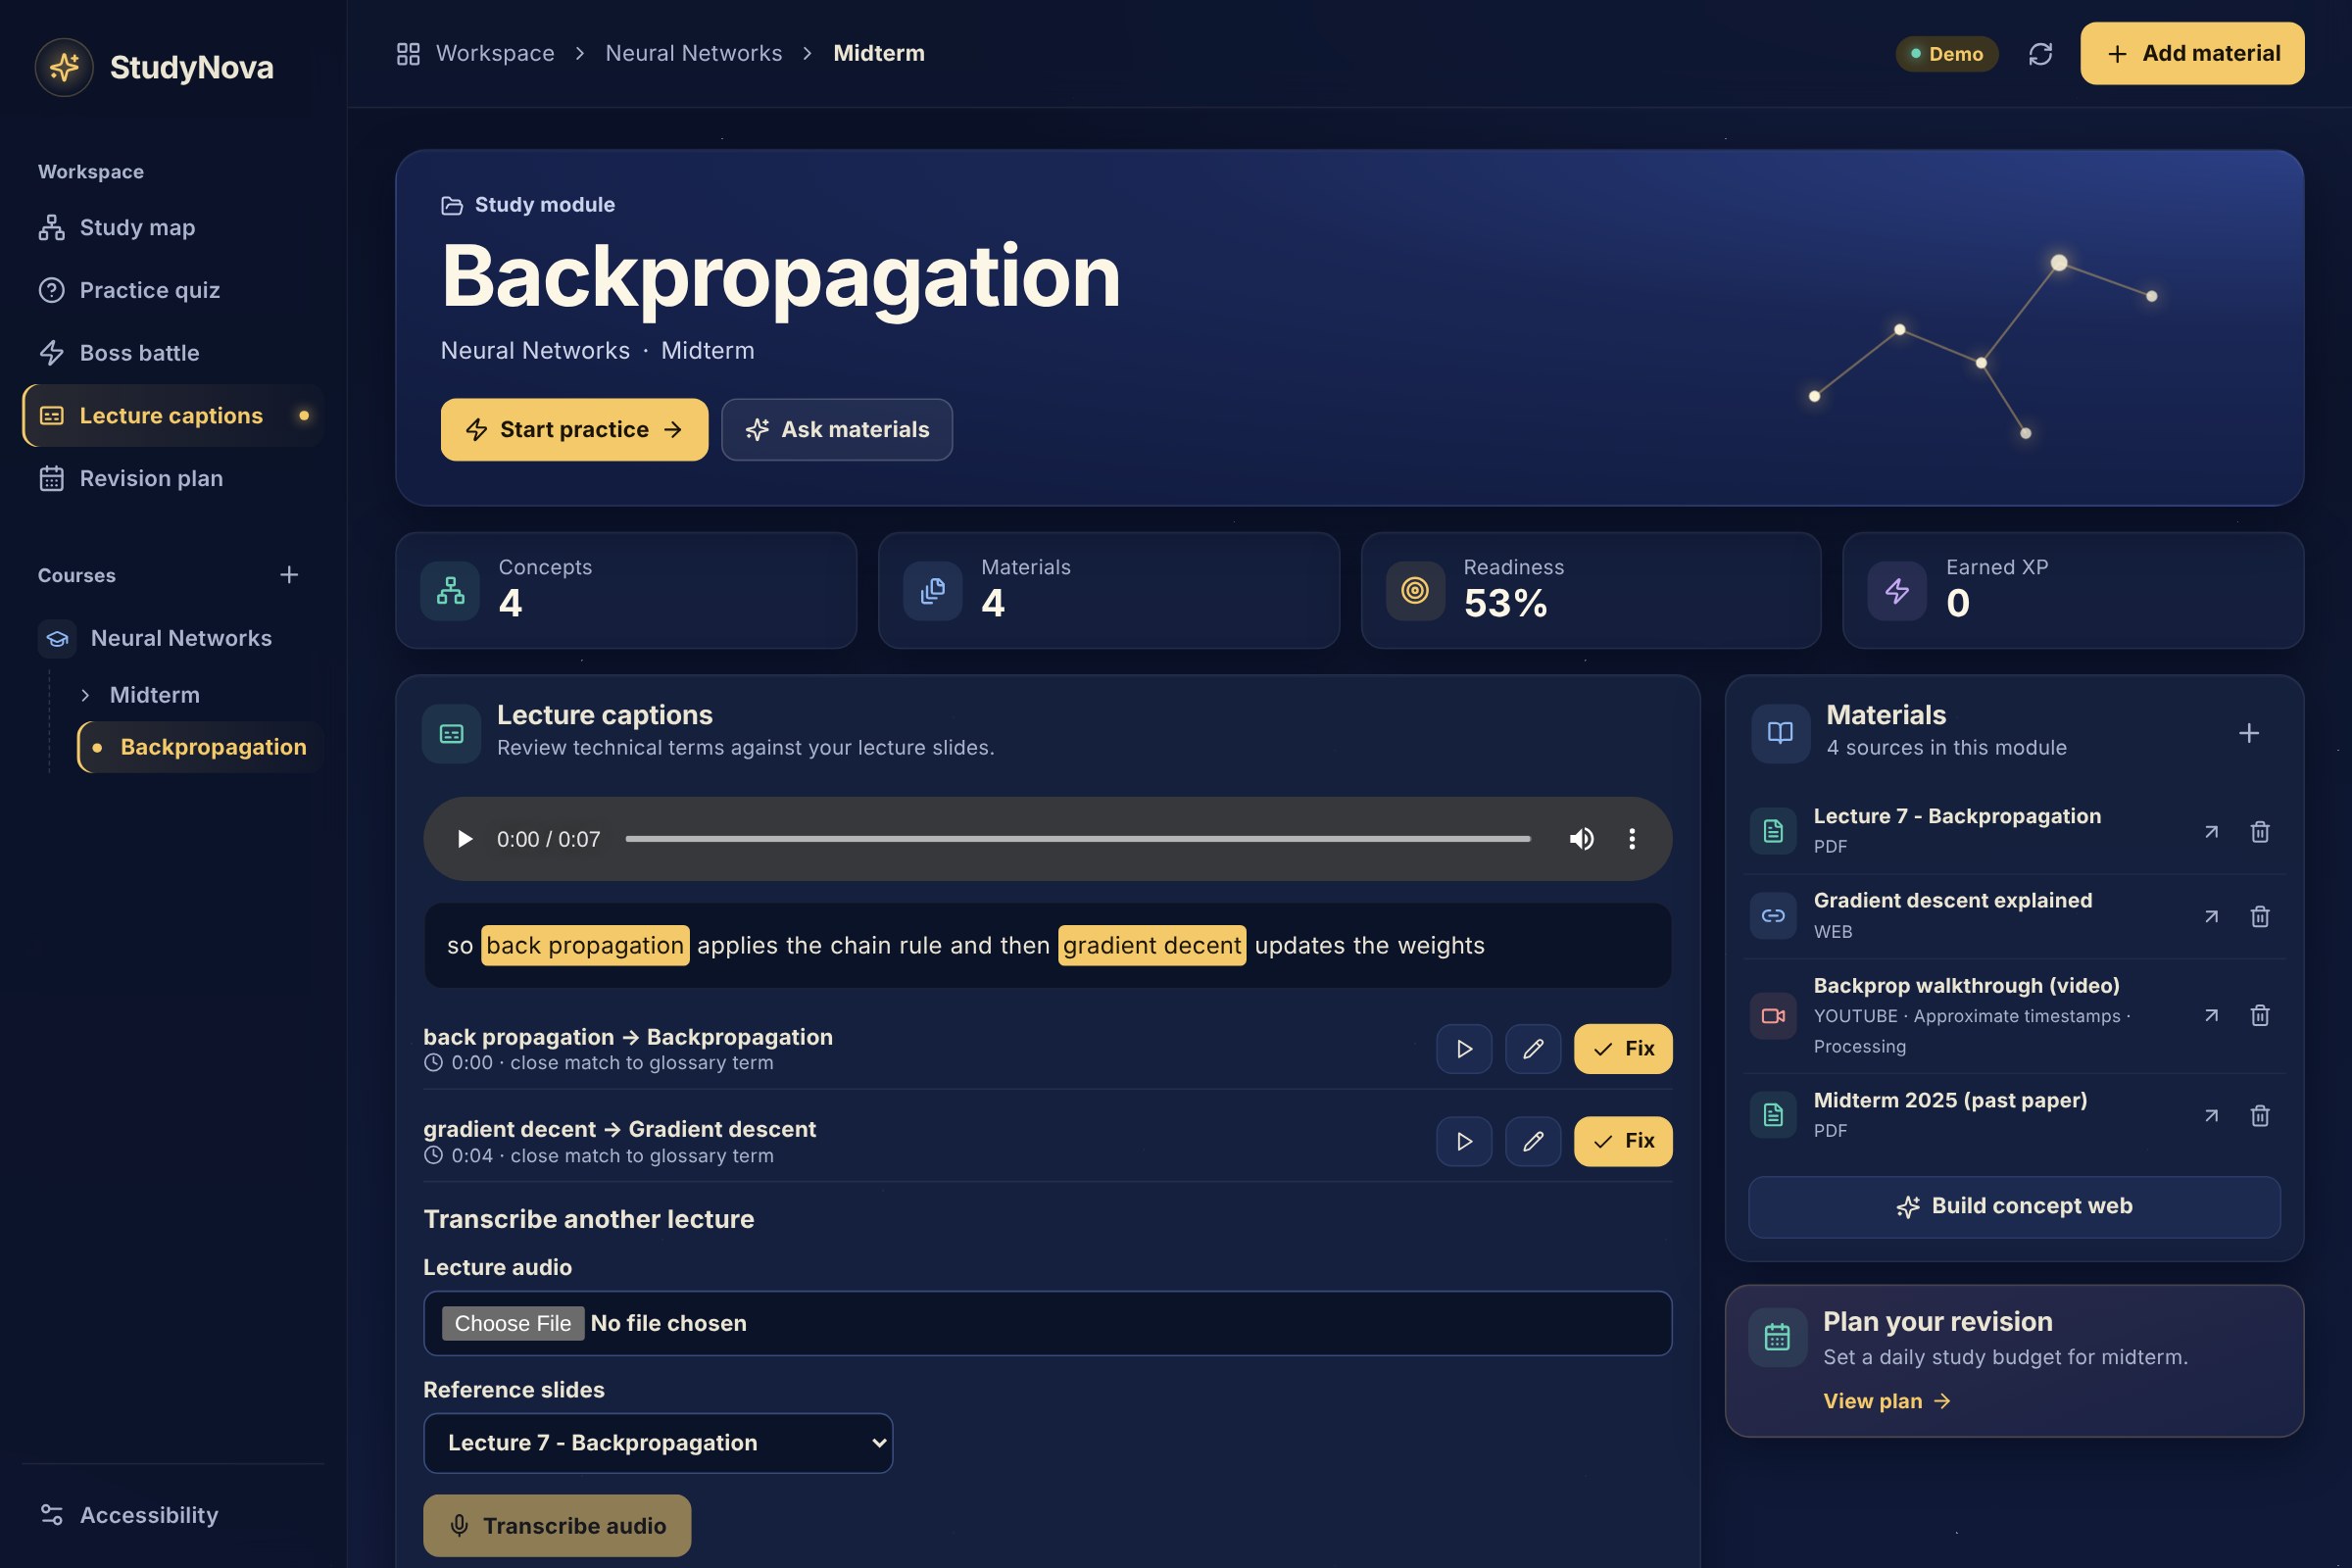 StudyNova
Workspace
Study map
Practice quiz
Boss battle
Lecture captions
Revision plan
Courses
Neural Networks
Midterm
Backpropagation
Accessibility
Workspace > Neural Networks > Midterm
Demo
Add material
Study module
Backpropagation
Neural Networks · Midterm
Start practice →
Ask materials
Concepts
4
Materials
4
Readiness
53%
Earned XP
0
Lecture captions
Review technical terms against your lecture slides.
0:00 / 0:07
so back propagation applies the chain rule and then gradient decent updates the weights
back propagation → Backpropagation
0:00 · close match to glossary term
Fix
gradient decent → Gradient descent
0:04 · close match to glossary term
Fix
Transcribe another lecture
Lecture audio
Choose File No file chosen
Reference slides
Lecture 7 - Backpropagation
Transcribe audio
Materials
4 sources in this module
Lecture 7 - Backpropagation
PDF
Gradient descent explained
WEB
Backprop walkthrough (video)
YOUTUBE · Approximate timestamps ·
Processing
Midterm 2025 (past paper)
PDF
Build concept web
Plan your revision
Set a daily study budget for midterm.
View plan →